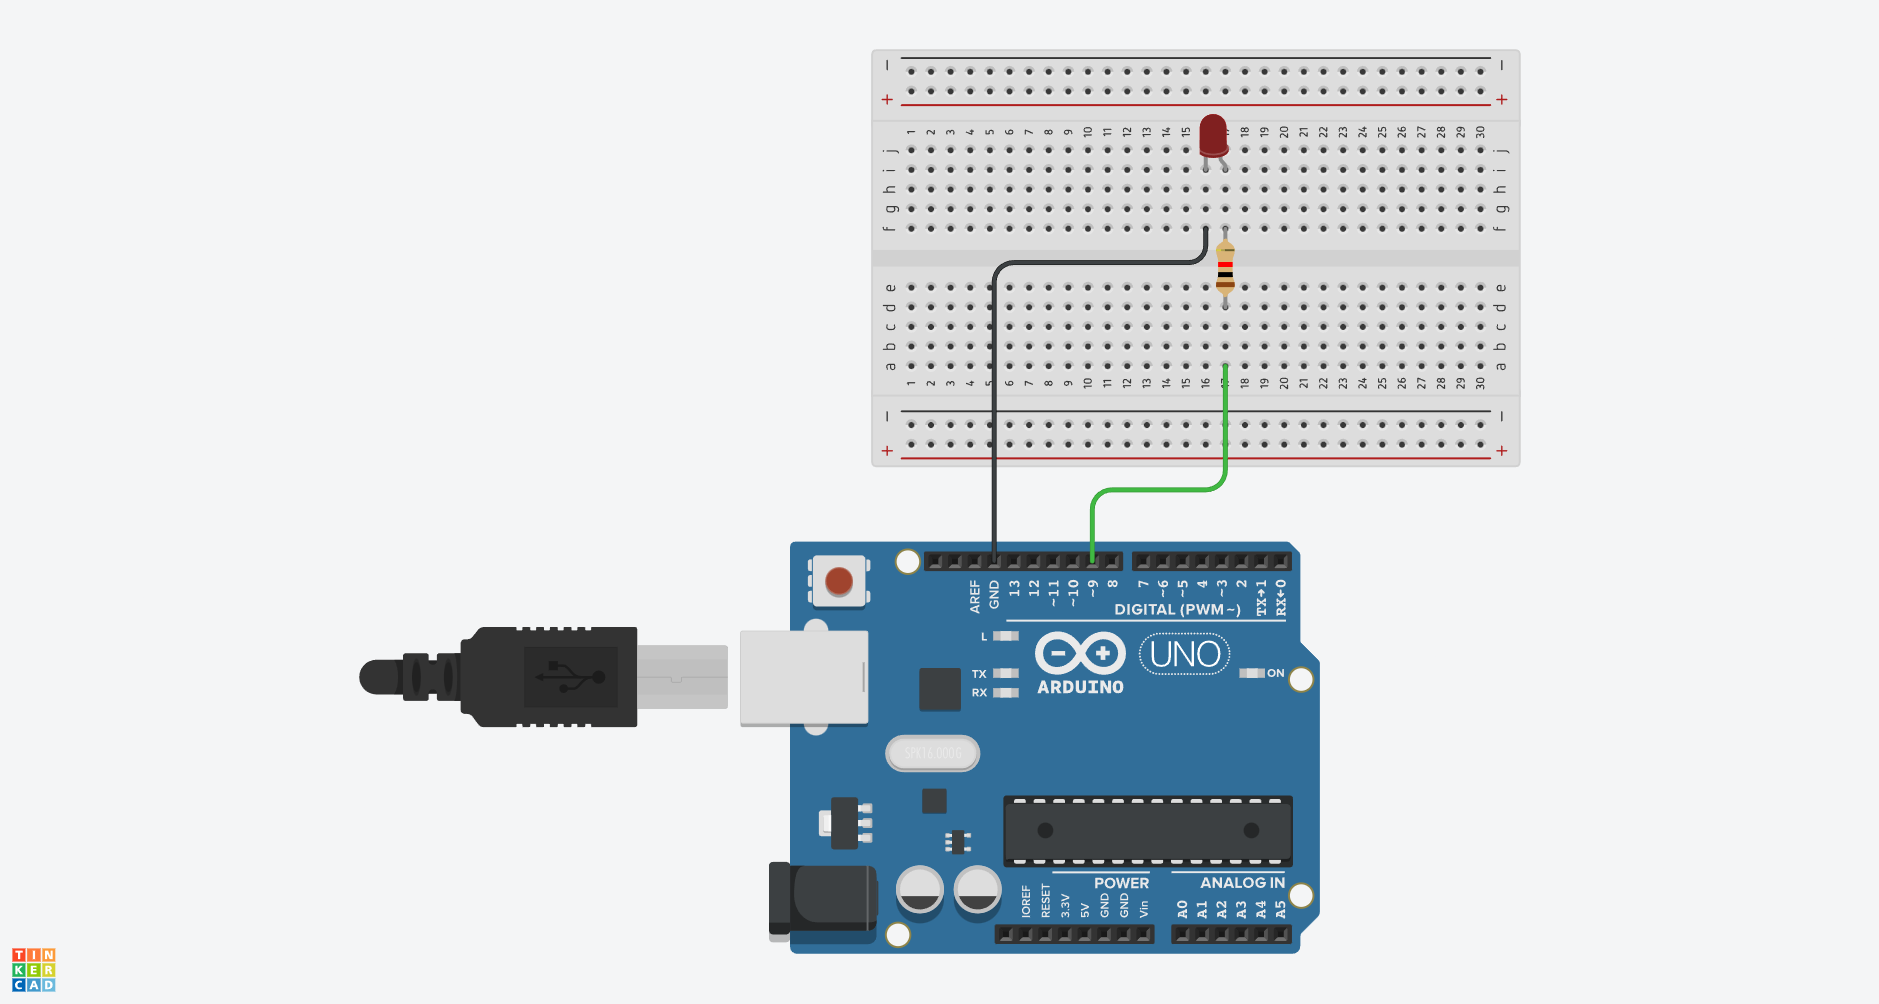 − −
+ +
1 2 3 4 5 6 7 8 9 10 11 12 13 14 15 18 19 20 21 22 23 24 25 26 27 28 29 30
j j
i i
h h
g g
f f
e e
d d
c c
b b
a a
1 2 3 4 5 6 7 8 9 10 11 12 13 14 15 16 18 19 20 21 22 23 24 25 26 27 28 29 30
− −
+ +
AREF GND 13 12 ~11 ~10 ~9 8 7 ~6 ~5 4 ~3 2 TX→1 RX←0
DIGITAL (PWM~)
L
TX
RX
UNO
ON
ARDUINO
SPK16.000G
POWER ANALOG IN
IOREF RESET 3.3V 5V GND GND Vin A0 A1 A2 A3 A4 A5
TIN
KER
CAD